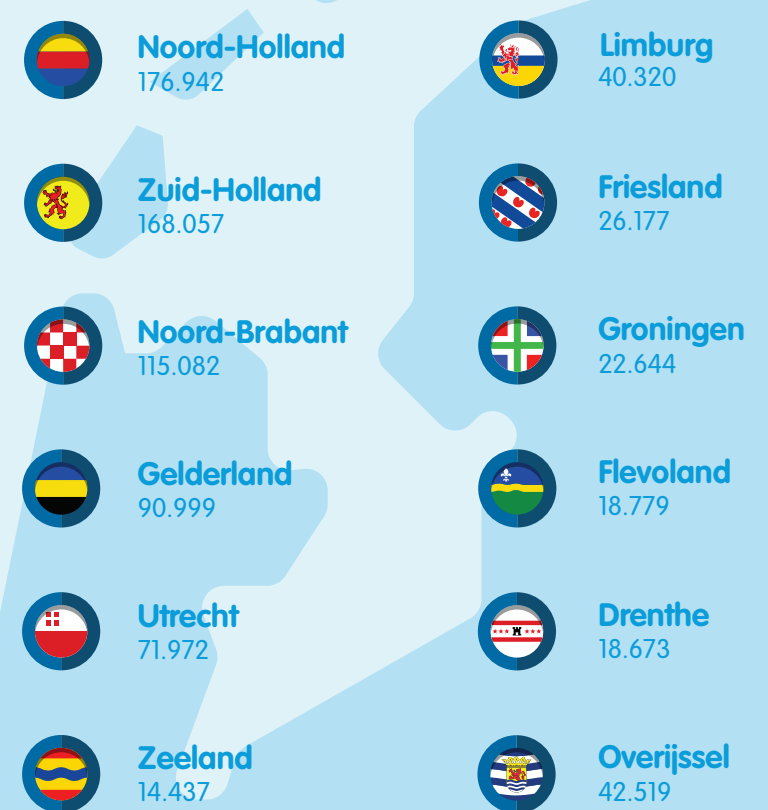 Noord-Holland
176.942
Zuid-Holland
168.057
Noord-Brabant
115.082
Gelderland
90.999
Utrecht
71.972
Zeeland
14.437
Limburg
40.320
Friesland
26.177
Groningen
22.644
Flevoland
18.779
Drenthe
18.673
Overijssel
42.519